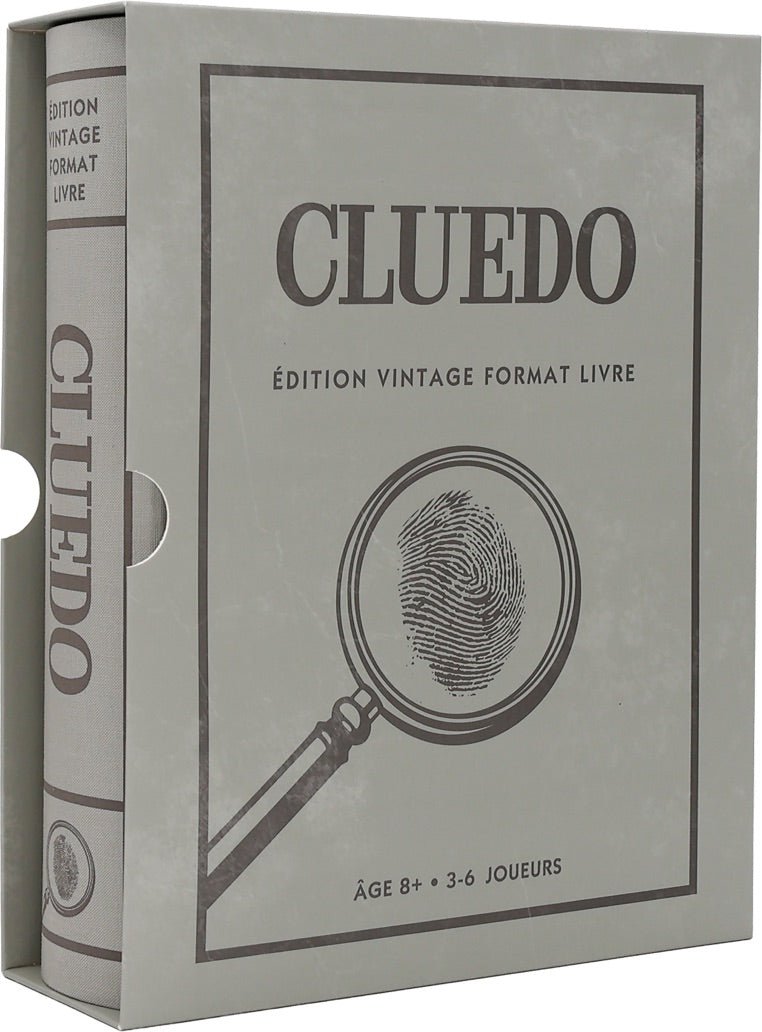 ÉDITION
VINTAGE
FORMAT
LIVRE
CLUEDO
CLUEDO
ÉDITION VINTAGE FORMAT LIVRE
ÂGE 8+ • 3-6 JOUEURS